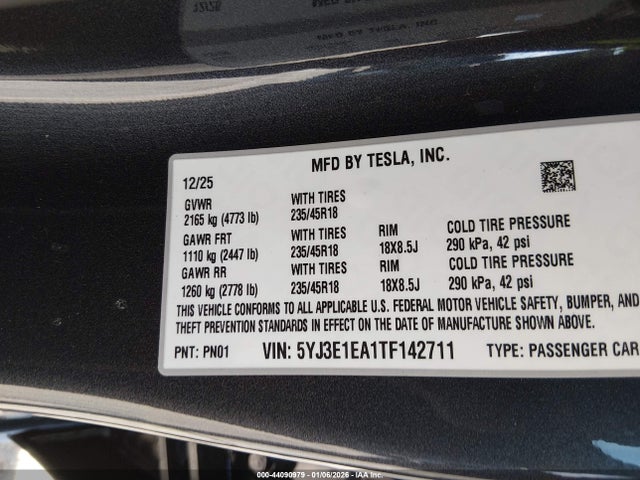 MFD BY TESLA, INC
MFD BY TESLA, INC.
12/25
GVWR WITH TIRES
2165 kg (4773 lb) 235/45R18
GAWR FRT WITH TIRES RIM COLD TIRE PRESSURE
1110 kg (2447 lb) 235/45R18 18X8.5J 290 kPa, 42 psi
GAWR RR WITH TIRES RIM COLD TIRE PRESSURE
1260 kg (2778 lb) 235/45R18 18X8.5J 290 kPa, 42 psi
THIS VEHICLE CONFORMS TO ALL APPLICABLE U.S. FEDERAL MOTOR VEHICLE SAFETY, BUMPER, AND
THEFT PREVENTION STANDARDS IN EFFECT ON THE DATE OF MANUFACTURE SHOWN ABOVE.
PNT: PN01 VIN: 5YJ3E1EA1TF142711 TYPE: PASSENGER CAR
000-44090979 - 01/06/2026 - IAA Inc.